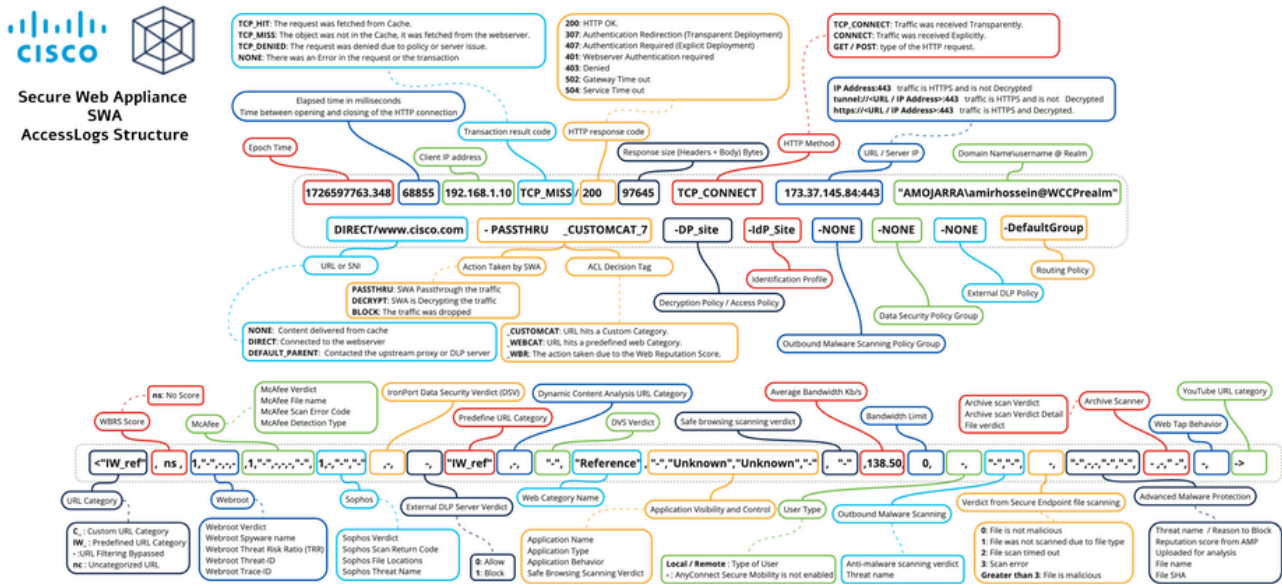 CISCO
Secure Web Appliance
SWA
AccessLogs Structure
TCP_HIT: The request was fetched from Cache.
TCP_MISS: The object was not in the Cache, it was fetched from the webserver.
TCP_DENIED: The request was denied due to policy or server issue.
NONE: There was an Error in the request or the transaction
200: HTTP OK.
307: Authentication Redirection (Transparent Deployment)
407: Authentication Required (Explicit Deployment)
401: Webserver Authentication required
403: Denied
502: Gateway Time out
504: Service Time out
TCP_CONNECT: Traffic was received Transparently.
CONNECT: Traffic was received Explicitly.
GET / POST: type of the HTTP request.
IP Address:443 traffic is HTTPS and is not Decrypted
tunnel://<URL / IP Address>:443 traffic is HTTPS and is not Decrypted
https://<URL / IP Address>:443 traffic is HTTPS and Decrypted.
Elapsed time in milliseconds
Time between opening and closing of the HTTP connection
Transaction result code
HTTP response code
Epoch Time
Client IP address
Response size (Headers + Body) Bytes
HTTP Method
URL / Server IP
Domain Name\username @ Realm
1726597763.348 68855 192.168.1.10 TCP_MISS / 200 97645 TCP_CONNECT 173.37.145.84:443 "AMOJARRA\amirhossein@WCCPrealm"
DIRECT/www.cisco.com - PASSTHRU _CUSTOMCAT_7 -DP_site -IdP_Site -NONE -NONE -NONE -DefaultGroup
URL or SNI
Action Taken by SWA
ACL Decision Tag
Identification Profile
Routing Policy
External DLP Policy
Decryption Policy / Access Policy
Data Security Policy Group
Outbound Malware Scanning Policy Group
PASSTHRU: SWA Passthrough the traffic
DECRYPT: SWA is Decrypting the traffic
BLOCK: The traffic was dropped
NONE: Content delivered from cache
DIRECT: Connected to the webserver
DEFAULT_PARENT: Contacted the upstream proxy or DLP server
_CUSTOMCAT: URL hits a Custom Category.
_WEBCAT: URL hits a predefined web Category.
_WBR: The action taken due to the Web Reputation Score.
ns: No Score
WBRS Score
McAfee
McAfee Verdict
McAfee File name
McAfee Scan Error Code
McAfee Detection Type
IronPort Data Security Verdict (DSV)
Predefine URL Category
Dynamic Content Analysis URL Category
DVS Verdict
Safe browsing scanning verdict
Average Bandwidth Kb/s
Bandwidth Limit
Archive scan Verdict
Archive scan Verdict Detail
File verdict
Archive Scanner
Web Tap Behavior
YouTube URL category
<"IW_ref" , ns , 1,"-",-,-,- ,1,"-",-,-,"-" 1,-,"-","-" ,-,- -, "IW_ref" ,-, "-", "Reference", "-","Unknown","Unknown","-" , "-" ,138.50, 0, -, "-","-", -, "-",-,-,"-","-" -,-,"-", -, ->
URL Category
Webroot
Sophos
External DLP Server Verdict
Web Category Name
Application Visibility and Control
User Type
Outbound Malware Scanning
Verdict from Secure Endpoint file scanning
Advanced Malware Protection
C_ : Custom URL Category
IW_ : Predefined URL Category
- :URL Filtering Bypassed
nc : Uncategorized URL
Webroot Verdict
Webroot Spyware name
Webroot Threat Risk Ratio (TRR)
Webroot Threat-ID
Webroot Trace-ID
Sophos Verdict
Sophos Scan Return Code
Sophos File Locations
Sophos Threat Name
0: Allow
1: Block
Application Name
Application Type
Application Behavior
Safe Browsing Scanning Verdict
Local / Remote : Type of User
- : AnyConnect Secure Mobility is not enabled
Anti-malware scanning verdict
Threat name
0: File is not malicious
1: File was not scanned due to file type
2: File scan timed out
3: Scan error
Greater than 3: File is malicious
Threat name / Reason to Block
Reputation score from AMP
Uploaded for analysis
File name
File SHA